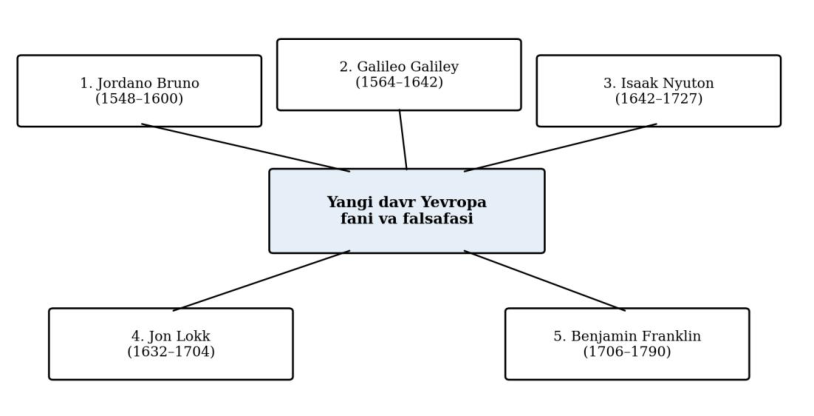 1. Jordano Bruno
(1548–1600)
2. Galileo Galiley
(1564–1642)
3. Isaak Nyuton
(1642–1727)
Yangi davr Yevropa
fani va falsafasi
4. Jon Lokk
(1632–1704)
5. Benjamin Franklin
(1706–1790)